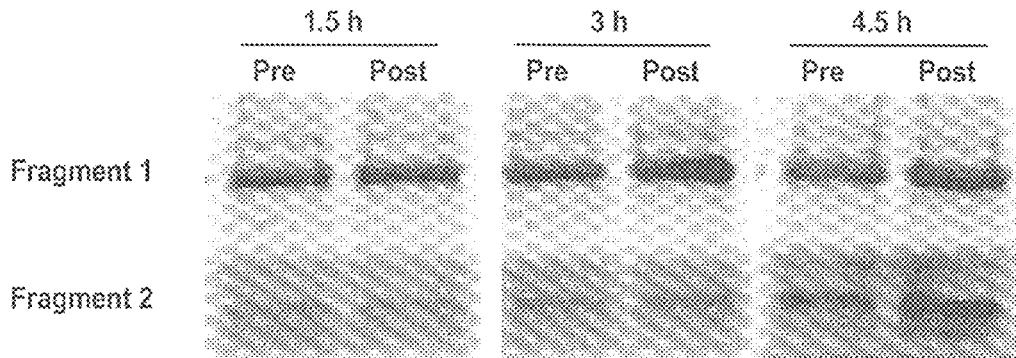 1.5 h 3 h 4.5 h
Pre Post Pre Post Pre Post
Fragment 1
Fragment 2